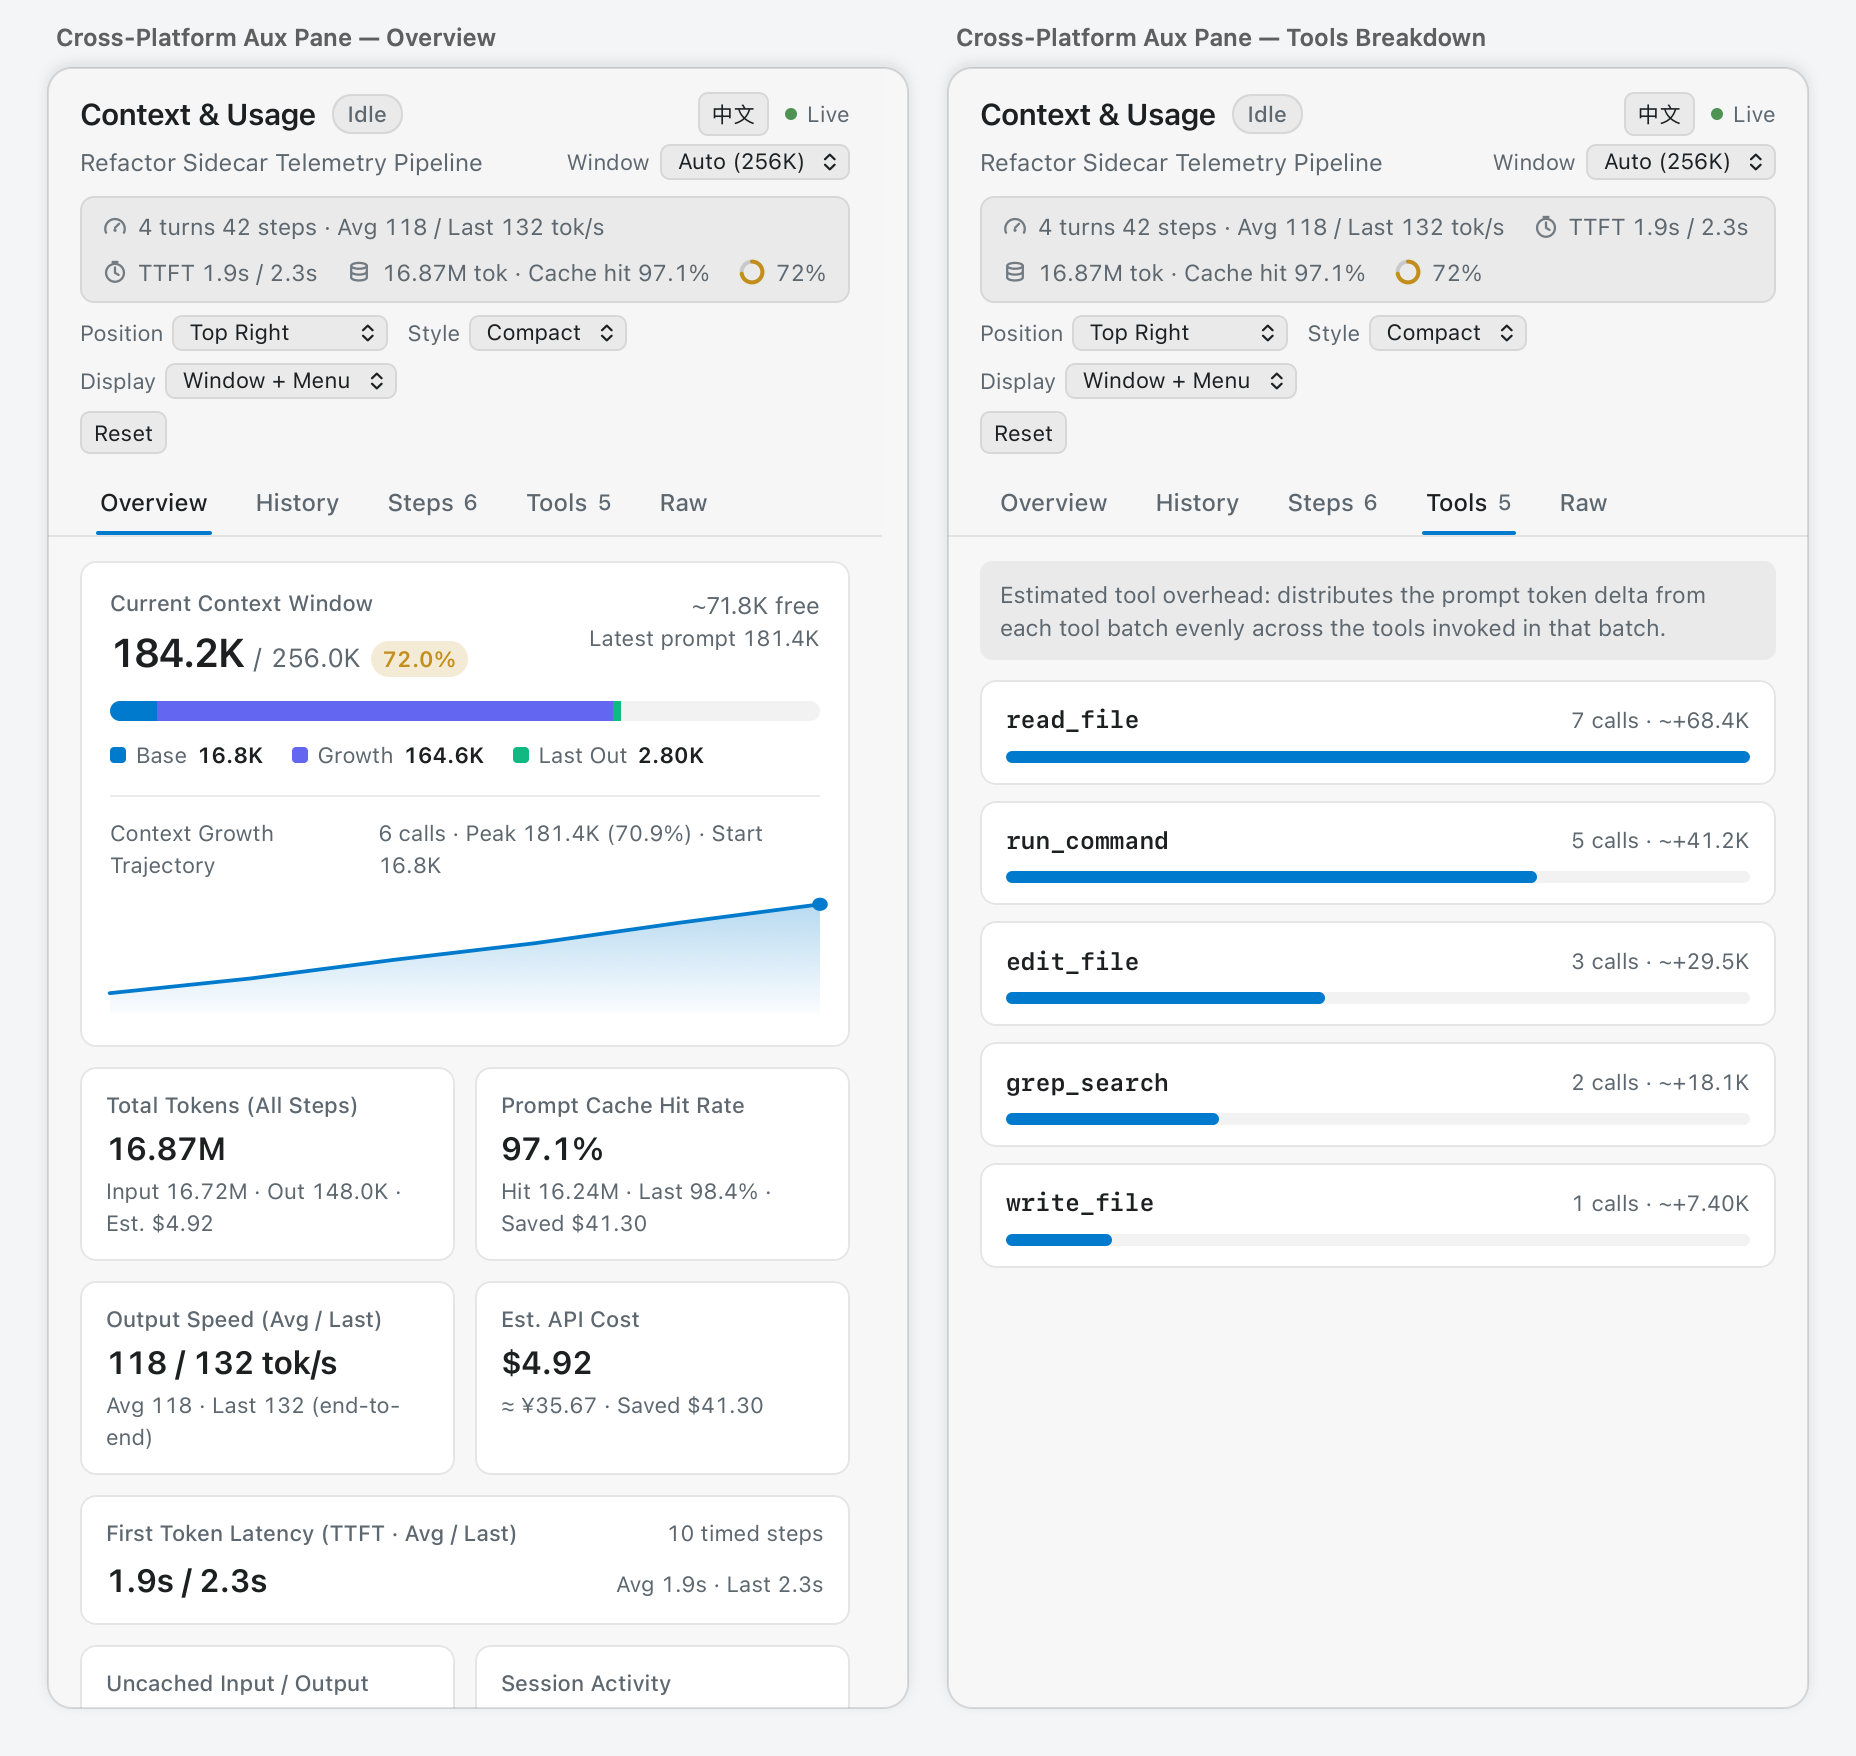 Cross-Platform Aux Pane — Overview
Context & Usage Idle 中文 Live
Refactor Sidecar Telemetry Pipeline Window Auto (256K)
4 turns 42 steps · Avg 118 / Last 132 tok/s
TTFT 1.9s / 2.3s 16.87M tok · Cache hit 97.1% 72%
Position Top Right Style Compact
Display Window + Menu
Reset
Overview History Steps 6 Tools 5 Raw
Current Context Window ~71.8K free
184.2K / 256.0K 72.0% Latest prompt 181.4K
Base 16.8K Growth 164.6K Last Out 2.80K
Context Growth
Trajectory
6 calls · Peak 181.4K (70.9%) · Start
16.8K
Total Tokens (All Steps)
16.87M
Input 16.72M · Out 148.0K ·
Est. $4.92
Prompt Cache Hit Rate
97.1%
Hit 16.24M · Last 98.4% ·
Saved $41.30
Output Speed (Avg / Last)
118 / 132 tok/s
Avg 118 · Last 132 (end-to-
end)
Est. API Cost
$4.92
≈ ¥35.67 · Saved $41.30
First Token Latency (TTFT · Avg / Last) 10 timed steps
1.9s / 2.3s Avg 1.9s · Last 2.3s
Uncached Input / Output
Session Activity
Cross-Platform Aux Pane — Tools Breakdown
Context & Usage Idle 中文 Live
Refactor Sidecar Telemetry Pipeline Window Auto (256K)
4 turns 42 steps · Avg 118 / Last 132 tok/s TTFT 1.9s / 2.3s
16.87M tok · Cache hit 97.1% 72%
Position Top Right Style Compact
Display Window + Menu
Reset
Overview History Steps 6 Tools 5 Raw
Estimated tool overhead: distributes the prompt token delta from
each tool batch evenly across the tools invoked in that batch.
read_file 7 calls · ~+68.4K
run_command 5 calls · ~+41.2K
edit_file 3 calls · ~+29.5K
grep_search 2 calls · ~+18.1K
write_file 1 calls · ~+7.40K